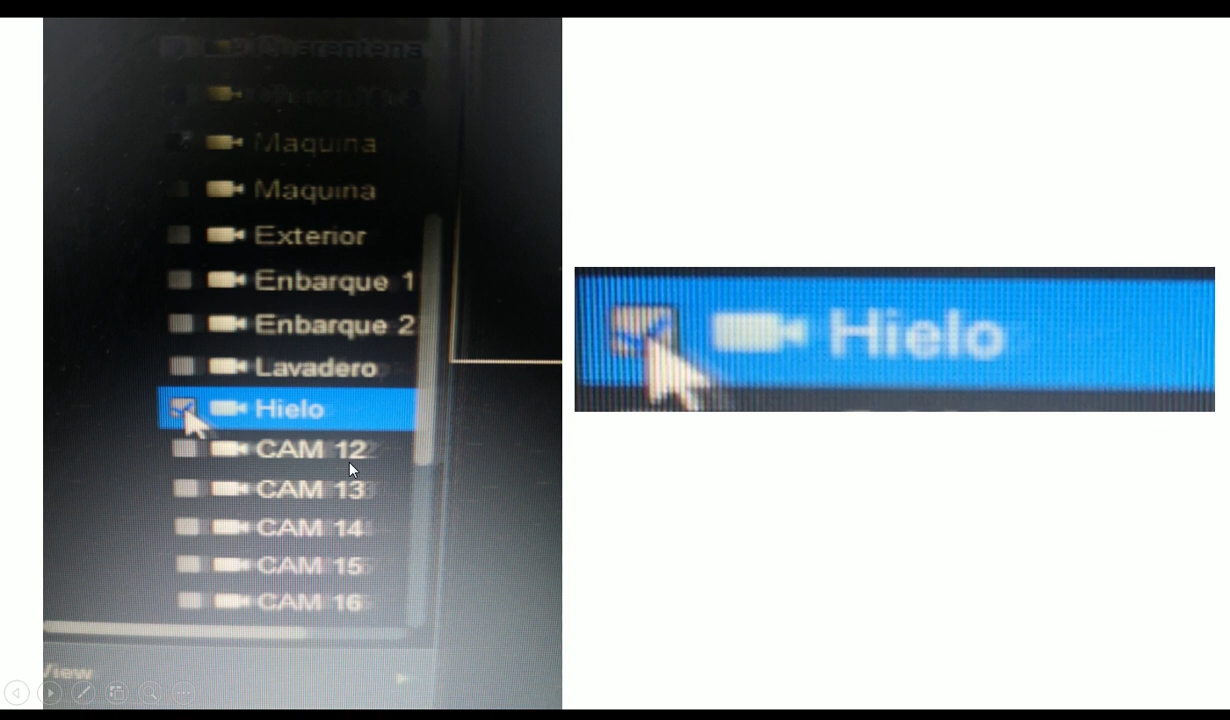 Cuarentena
Maquina
Maquina
Exterior
Enbarque 1
Enbarque 2
Lavadero
Hielo
CAM 12
CAM 13
CAM 14
CAM 15
CAM 16
View
Hielo